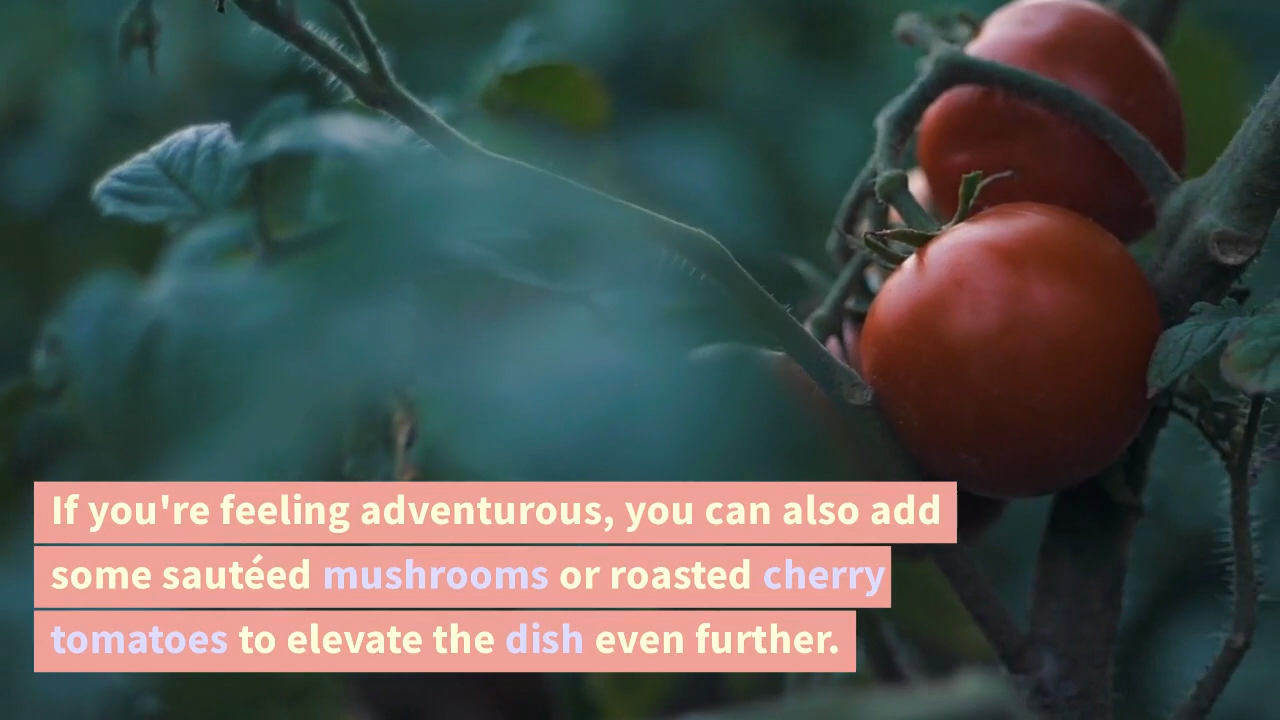 If you're feeling adventurous, you can also add
some sautéed mushrooms or roasted cherry
tomatoes to elevate the dish even further.